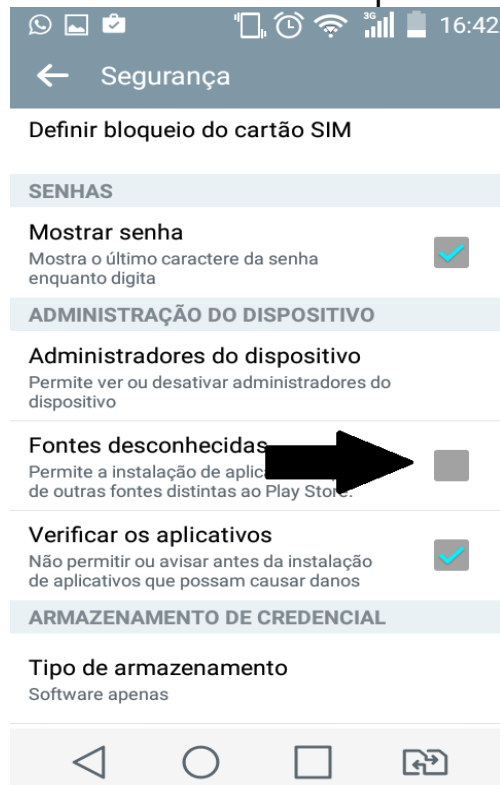 3G
16:42
Segurança
Definir bloqueio do cartão SIM
SENHAS
Mostrar senha
Mostra o último caractere da senha
enquanto digita
ADMINISTRAÇÃO DO DISPOSITIVO
Administradores do dispositivo
Permite ver ou desativar administradores do
dispositivo
Fontes desconhecidas
Permite a instalação de
de outras fontes distintas ao Play Store.
Verificar os aplicativos
Não permitir ou avisar antes da instalação
de aplicativos que possam causar danos
ARMAZENAMENTO DE CREDENCIAL
Tipo de armazenamento
Software apenas